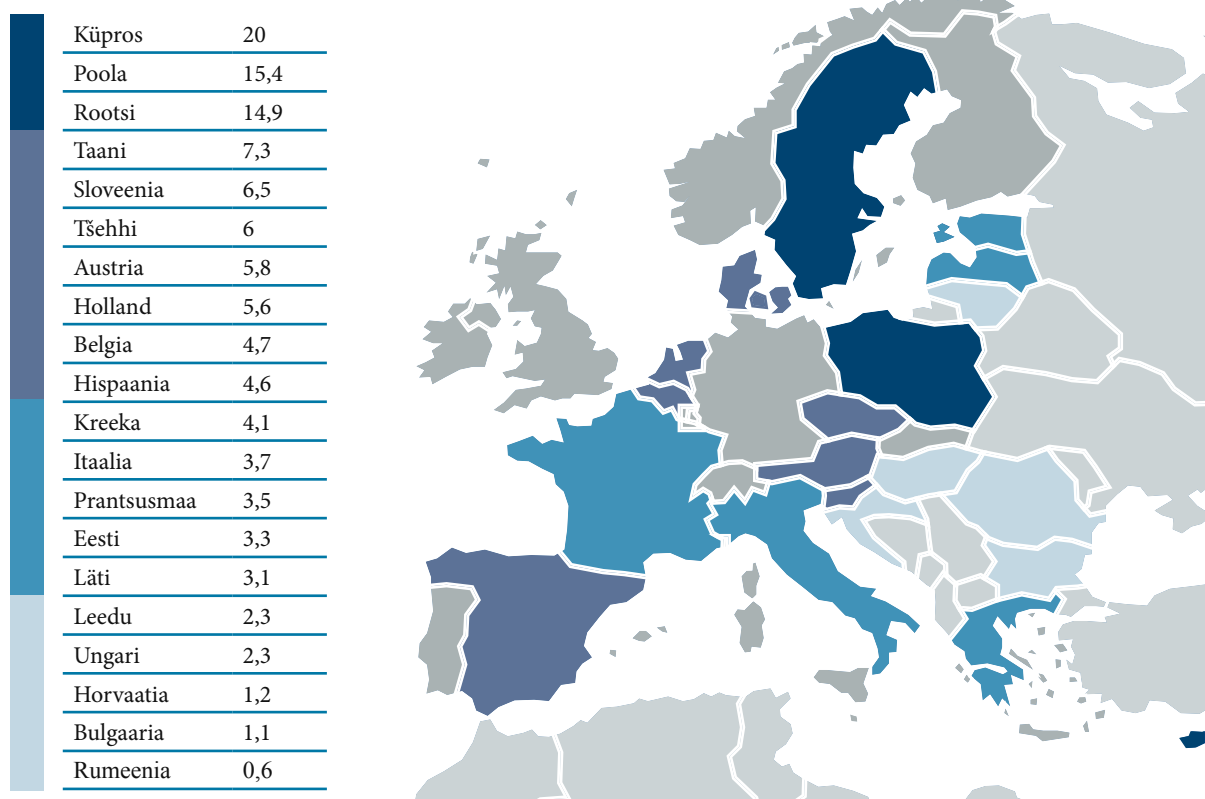 Küpros 20
Poola 15,4
Rootsi 14,9
Taani 7,3
Sloveenia 6,5
Tšehhi 6
Austria 5,8
Holland 5,6
Belgia 4,7
Hispaania 4,6
Kreeka 4,1
Itaalia 3,7
Prantsusmaa 3,5
Eesti 3,3
Läti 3,1
Leedu 2,3
Ungari 2,3
Horvaatia 1,2
Bulgaaria 1,1
Rumeenia 0,6